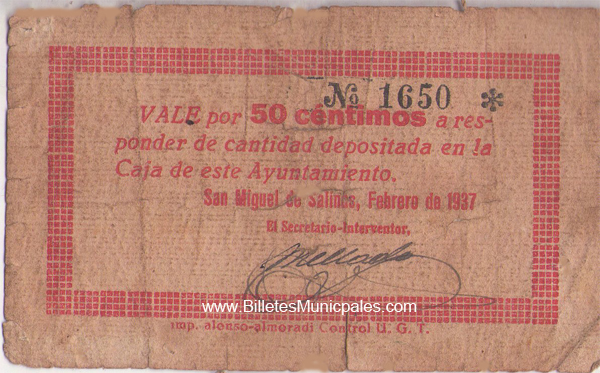 No 1650 *
VALE por 50 céntimos a res-
ponder de cantidad depositada en la
Caja de este Ayuntamiento.
San Miguel de Salinas, Febrero de 1937
El Secretario-Interventor,
www.BilletesMunicipales.com
Imp. alonso-almoradi Control U. G. T.